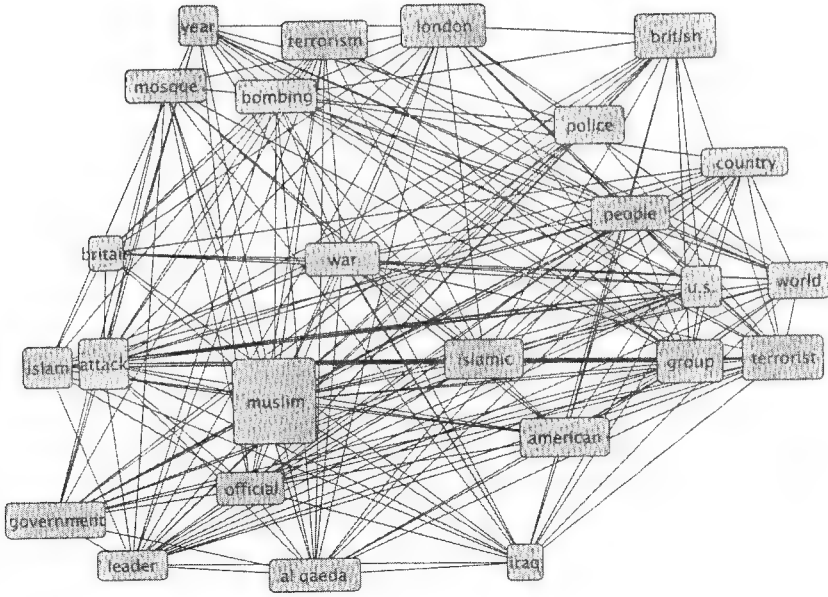 year
terrorism
london
british
mosque
bombing
police
country
people
britain
war
u.s.
world
islam
attack
muslim
islamic
group
terrorist
american
official
government
leader
al qaeda
iraq